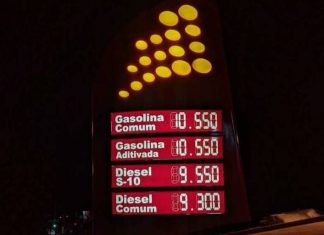 Gasolina
Comum
10.550
Gasolina
Aditivada
10.550
Diesel
S-10
9.550
Diesel
Comum
9.300